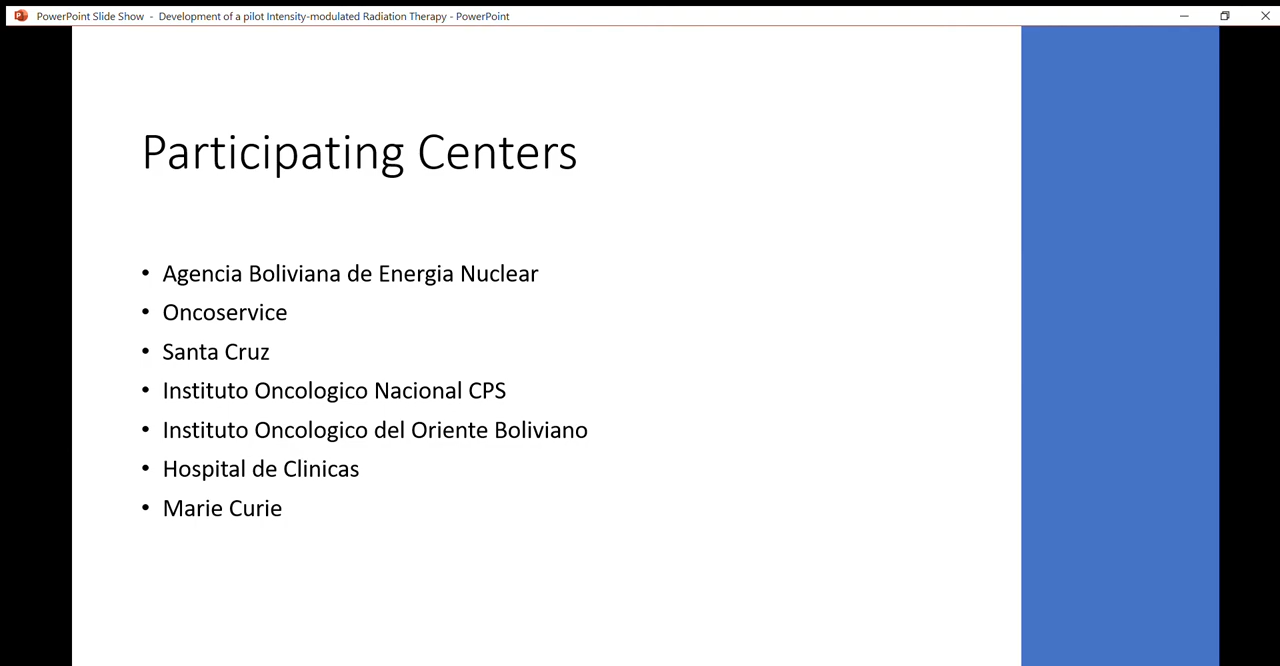 PowerPoint Slide Show - Development of a pilot Intensity-modulated Radiation Therapy - PowerPoint
Participating Centers
• Agencia Boliviana de Energia Nuclear
• Oncoservice
• Santa Cruz
• Instituto Oncologico Nacional CPS
• Instituto Oncologico del Oriente Boliviano
• Hospital de Clinicas
• Marie Curie